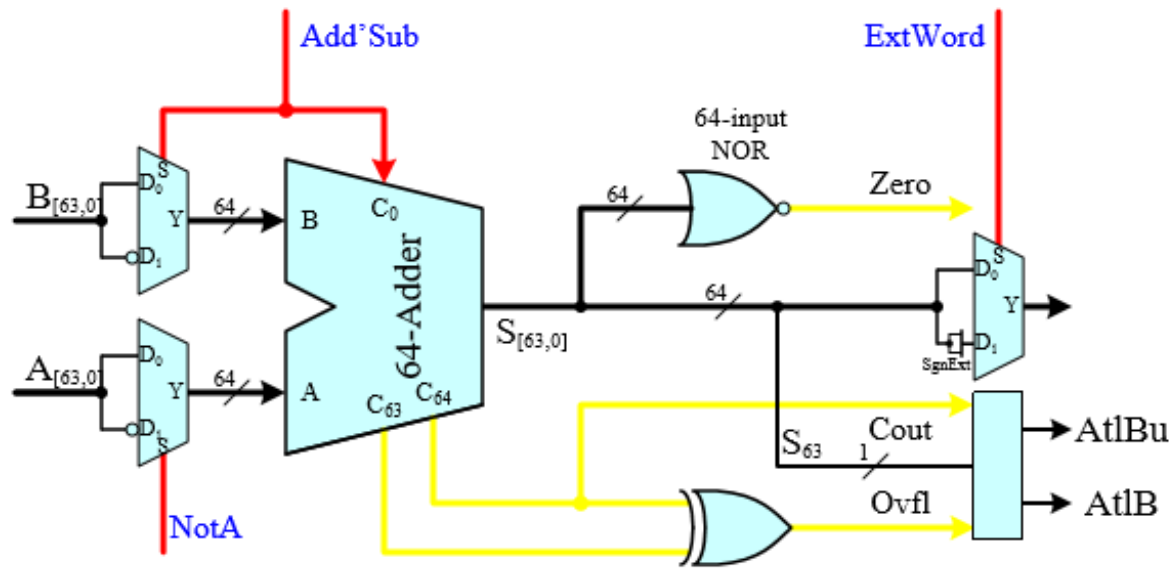 Add'Sub
ExtWord
64-input
NOR
Zero
S
D₀
B[63,0]
Y
64
B
C₀
64
D₁
S
D₀
Y
64-Adder
64
S[63,0]
D₁
SgnExt
D₀
A[63,0]
Y
64
A
C₆₃
C₆₄
D₁
S
S₆₃
1
Cout
AtlBu
Ovfl
AtlB
NotA